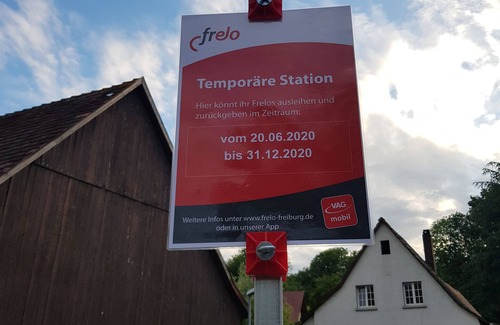 frelo
Temporäre Station
Hier könnt ihr Frelos ausleihen und
zurückgeben im Zeitraum:
vom 20.06.2020
bis 31.12.2020
Weitere Infos unter www.frelo-freiburg.de
oder in unserer App
VAG
mobil